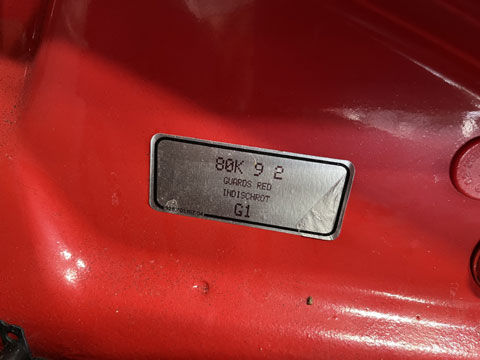 80K 9 2
GUARDS RED
INDISCHROT
G1